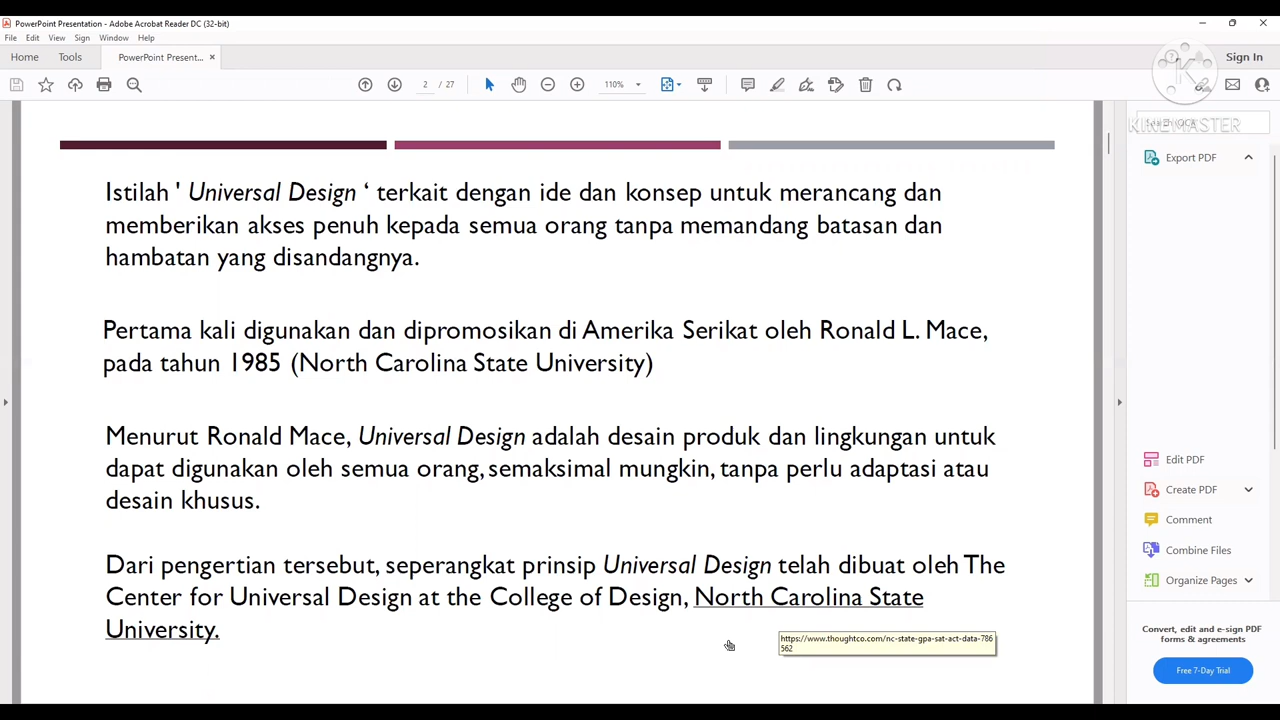 PowerPoint Presentation - Adobe Acrobat Reader DC (32-bit)
File Edit View Sign Window Help
Home Tools PowerPoint Present... × Sign In
2 / 27 110%
KINEMASTER
Export PDF
Istilah ' Universal Design ‘ terkait dengan ide dan konsep untuk merancang dan
memberikan akses penuh kepada semua orang tanpa memandang batasan dan
hambatan yang disandangnya.
Pertama kali digunakan dan dipromosikan di Amerika Serikat oleh Ronald L. Mace,
pada tahun 1985 (North Carolina State University)
Menurut Ronald Mace, Universal Design adalah desain produk dan lingkungan untuk
dapat digunakan oleh semua orang, semaksimal mungkin, tanpa perlu adaptasi atau
desain khusus.
Dari pengertian tersebut, seperangkat prinsip Universal Design telah dibuat oleh The
Center for Universal Design at the College of Design, North Carolina State
University.
https://www.thoughtco.com/nc-state-gpa-sat-act-data-786
562
Edit PDF
Create PDF
Comment
Combine Files
Organize Pages
Convert, edit and e-sign PDF
forms & agreements
Free 7-Day Trial